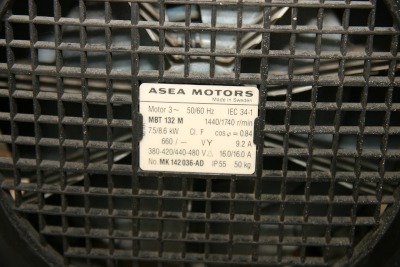 ASEA MOTORS
Made in Sweden
Motor 3~ 50/60 Hz IEC 34-1
MBT 132 M 1440/1740 r/min
7.5/8.6 kW Cl. F cosφ = 0.84
660 / — V Y 9.2 A
380-420/440-480 V △ 16.0/16.0 A
No. MK 142 036-AD IP 55 50 kg